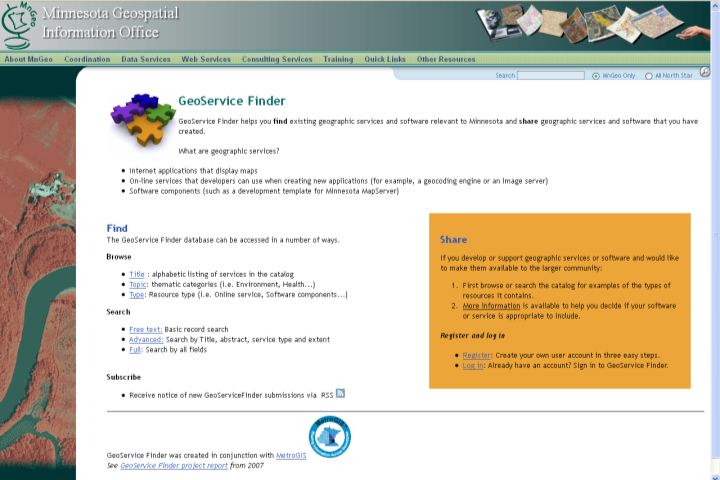 MnGeo
Minnesota Geospatial
Information Office
About MnGeo Coordination Data Services Web Services Consulting Services Training Quick Links Other Resources
Search MnGeo Only All North Star
GeoService Finder
GeoService Finder helps you find existing geographic services and software relevant to Minnesota and share geographic services and software that you have
created.
What are geographic services?
• Internet applications that display maps
• On-line services that developers can use when creating new applications (for example, a geocoding engine or an image server)
• Software components (such as a development template for Minnesota MapServer)
Find
The GeoService Finder database can be accessed in a number of ways.
Browse
• Title : alphabetic listing of services in the catalog
• Topic: thematic categories (i.e. Environment, Health...)
• Type: Resource type (i.e. Online service, Software components...)
Search
• Free text: Basic record search
• Advanced: Search by Title, abstract, service type and extent
• Full: Search by all fields
Subscribe
• Receive notice of new GeoServiceFinder submissions via RSS
Share
If you develop or support geographic services or software and would like
to make them available to the larger community:
1. First browse or search the catalog for examples of the types of
resources it contains.
2. More information is available to help you decide if your software
or service is appropriate to include.
Register and log in
• Register: Create your own user account in three easy steps.
• Log in: Already have an account? Sign in to GeoService Finder.
MetroGIS
GeoService Finder was created in conjunction with MetroGIS
See GeoService Finder project report from 2007